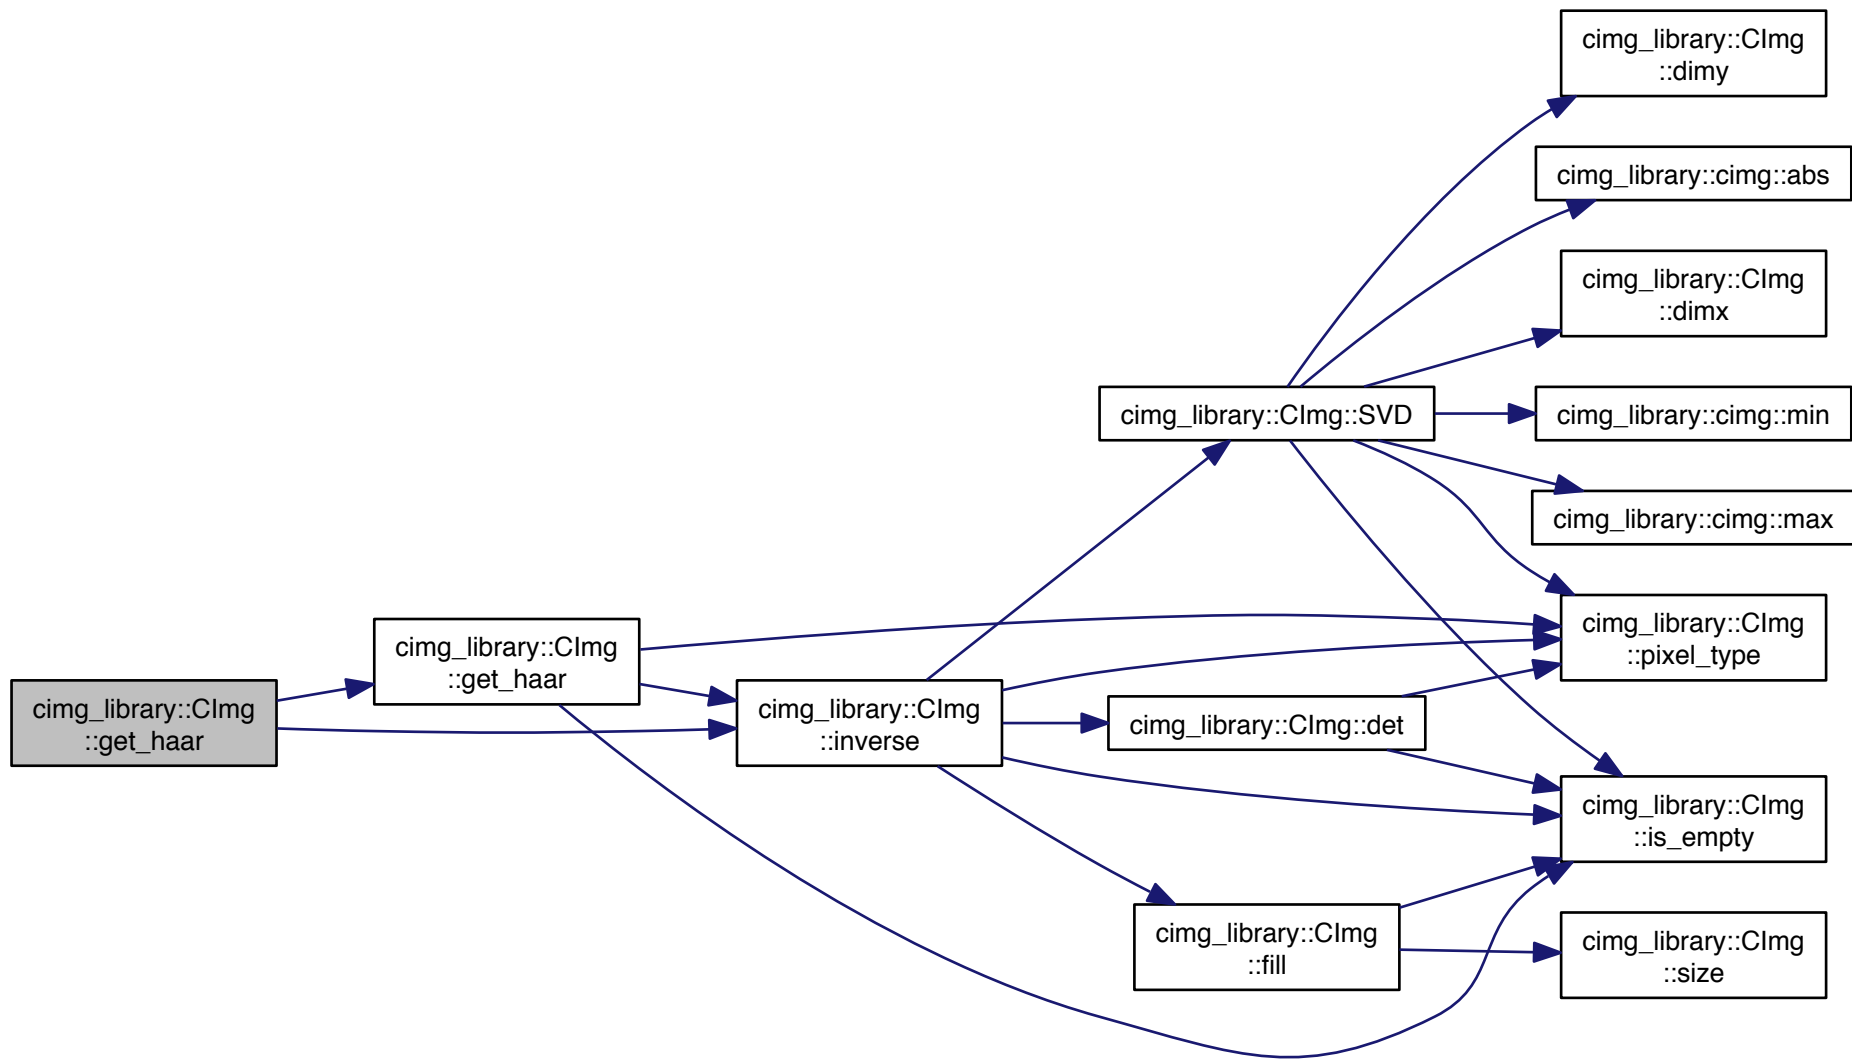 cimg_library::CImg
::get_haar
cimg_library::CImg
::get_haar
cimg_library::CImg
::inverse
cimg_library::CImg::SVD
cimg_library::CImg::det
cimg_library::CImg
::fill
cimg_library::CImg
::dimy
cimg_library::cimg::abs
cimg_library::CImg
::dimx
cimg_library::cimg::min
cimg_library::cimg::max
cimg_library::CImg
::pixel_type
cimg_library::CImg
::is_empty
cimg_library::CImg
::size